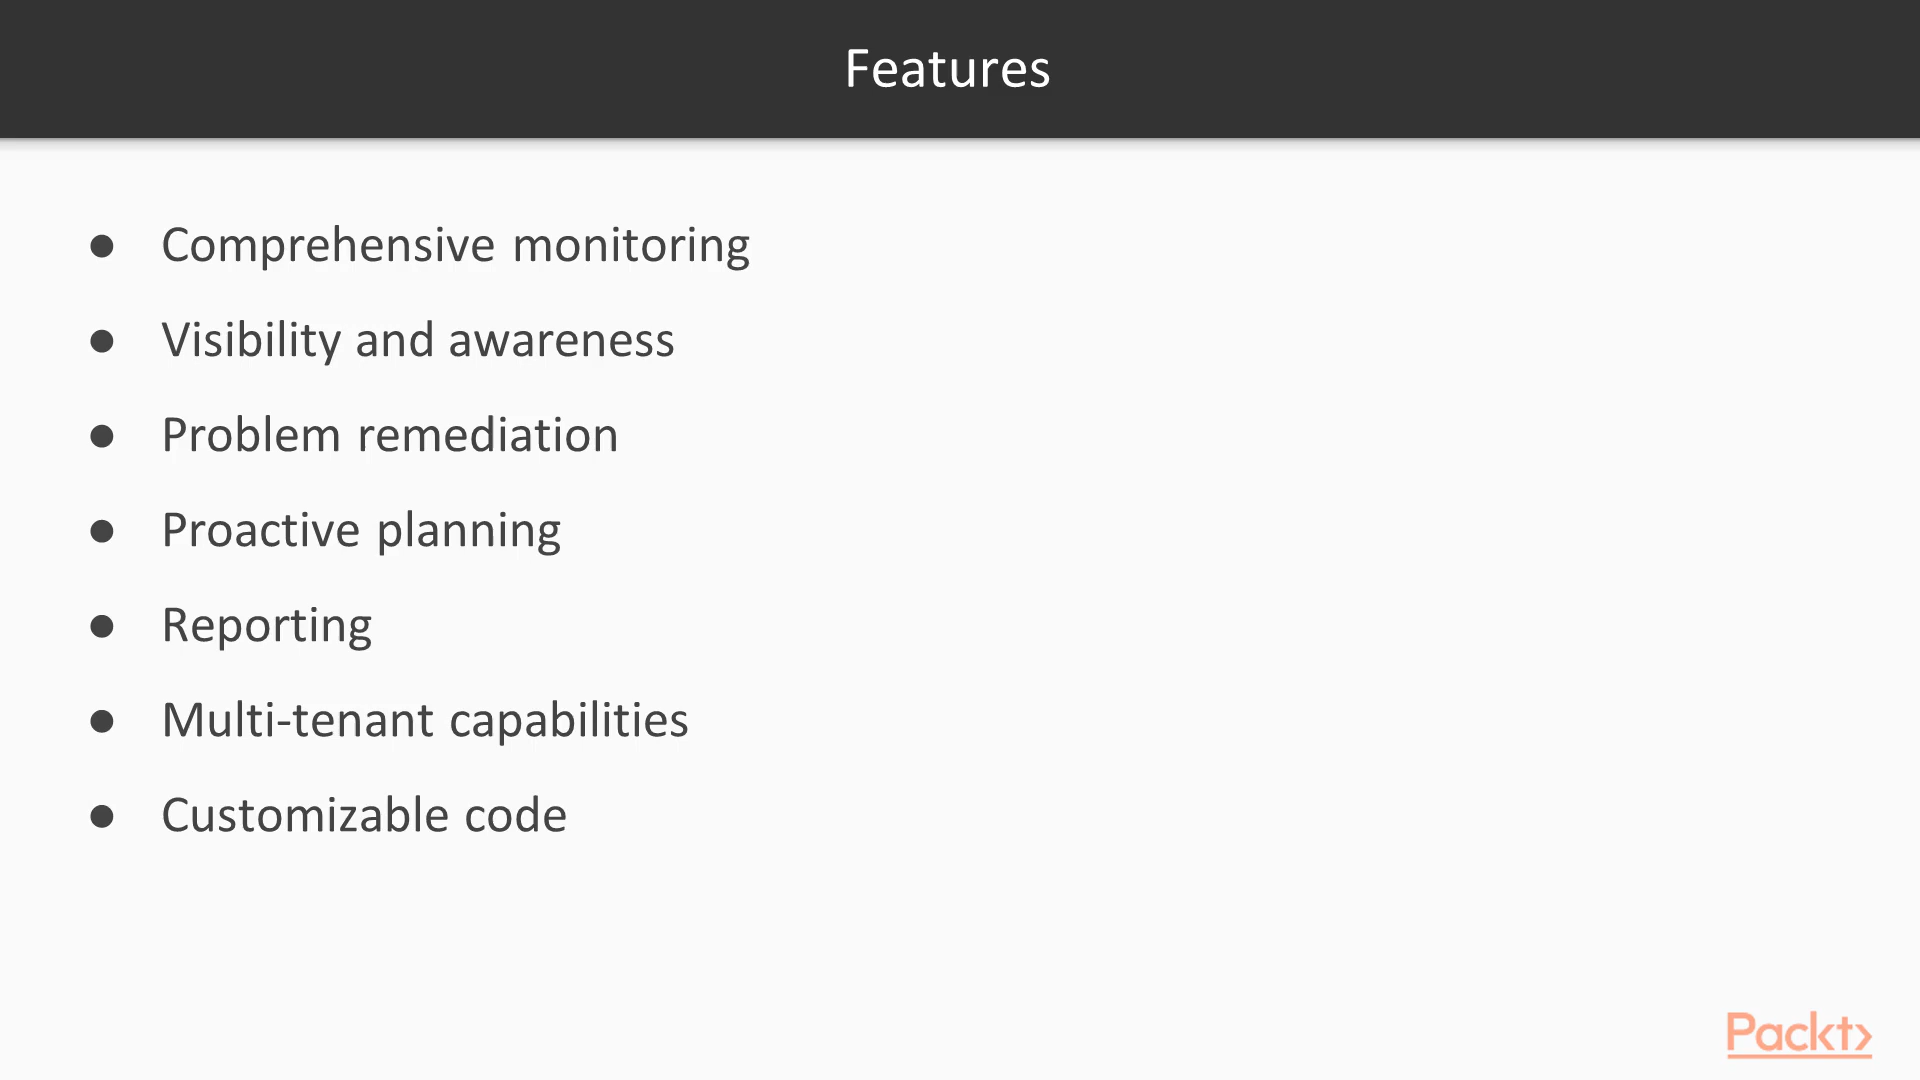 Features
● Comprehensive monitoring
● Visibility and awareness
● Problem remediation
● Proactive planning
● Reporting
● Multi-tenant capabilities
● Customizable code
Packt>